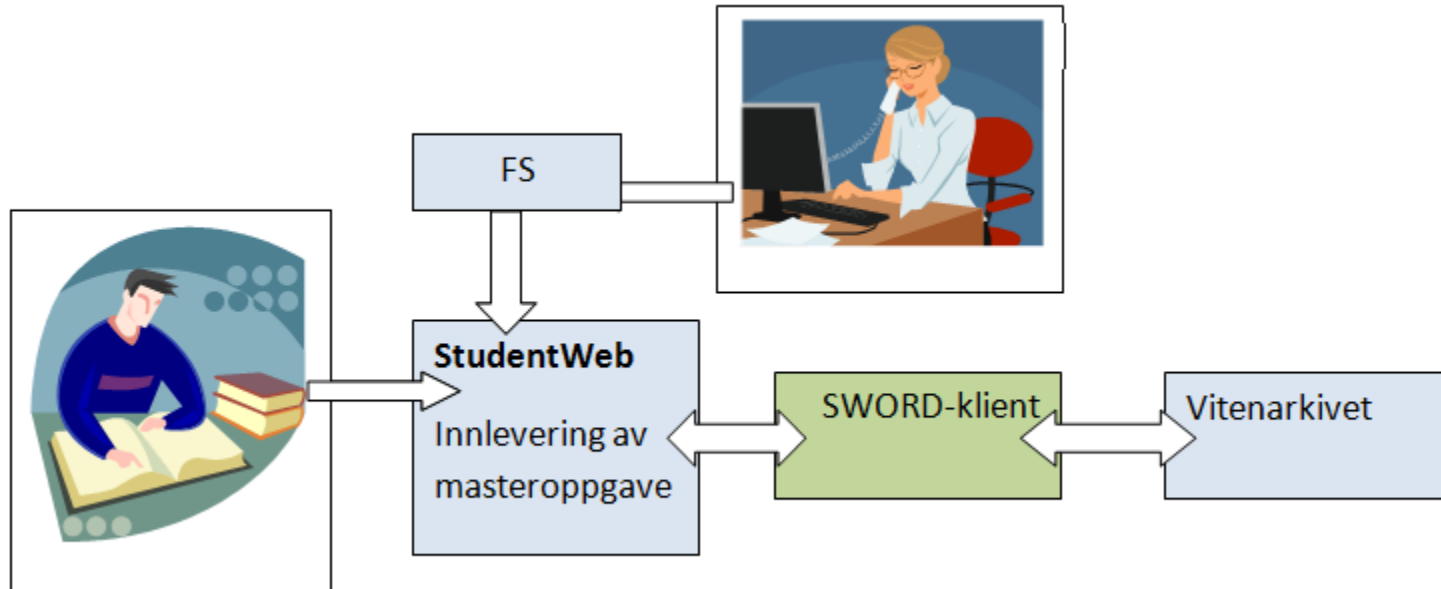 FS
StudentWeb
Innlevering av
masteroppgave
SWORD-klient
Vitenarkivet